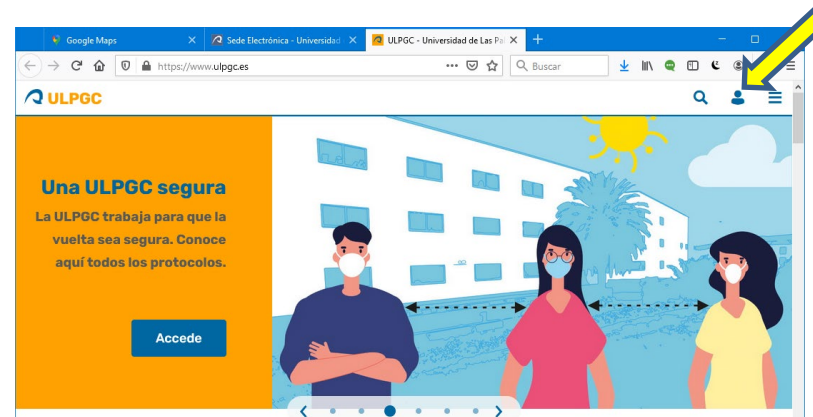 Google Maps
Sede Electrónica - Universidad
ULPGC - Universidad de Las Pal
https://www.ulpgc.es
Buscar
ULPGC
Una ULPGC segura
La ULPGC trabaja para que la
vuelta sea segura. Conoce
aquí todos los protocolos.
Accede